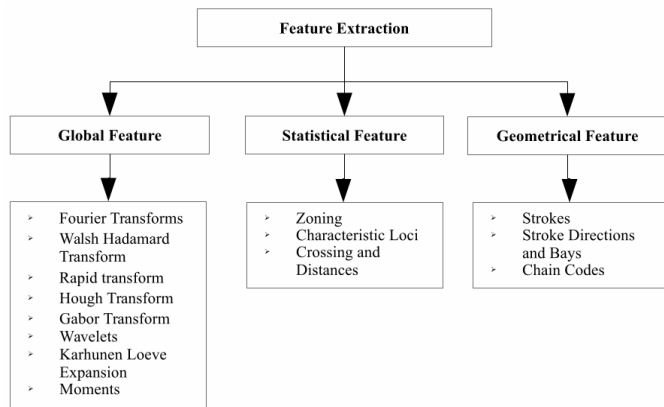 Feature Extraction
Global Feature
Statistical Feature
Geometrical Feature
➢ Fourier Transforms
➢ Walsh Hadamard
Transform
➢ Rapid transform
➢ Hough Transform
➢ Gabor Transform
➢ Wavelets
➢ Karhunen Loeve
Expansion
➢ Moments
➢ Zoning
➢ Characteristic Loci
➢ Crossing and
Distances
➢ Strokes
➢ Stroke Directions
and Bays
➢ Chain Codes